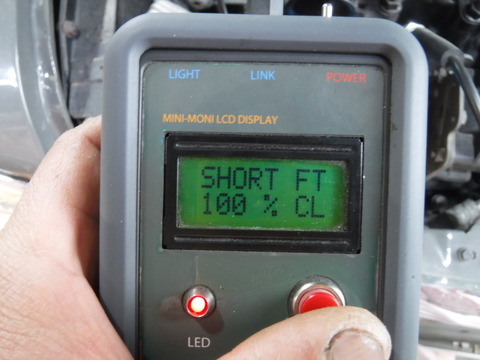 LIGHT LINK POWER
MINI-MONI LCD DISPLAY
SHORT FT
100 % CL
LED